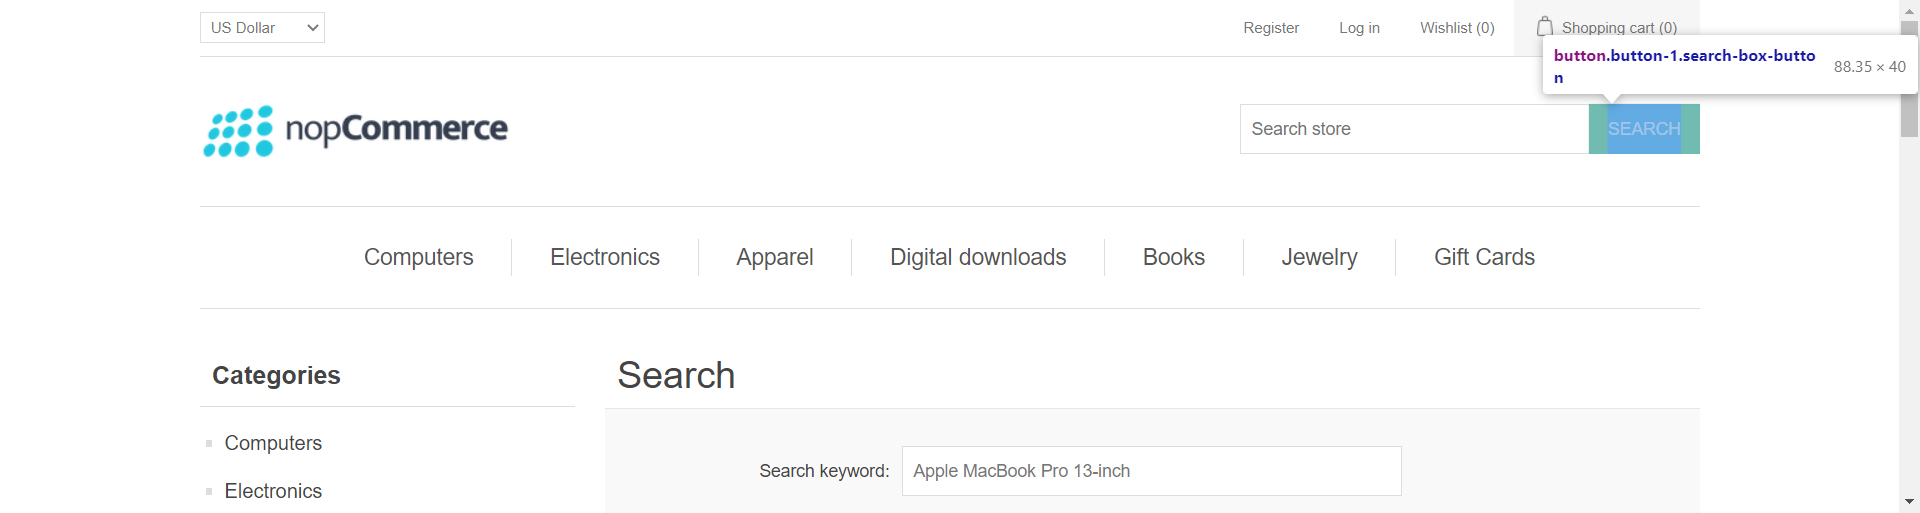 US Dollar
Register
Log in
Wishlist (0)
Shopping cart (0)
button.button-1.search-box-butto
n
88.35 × 40
nopCommerce
Search store
SEARCH
Computers
Electronics
Apparel
Digital downloads
Books
Jewelry
Gift Cards
Categories
Computers
Electronics
Search
Search keyword:
Apple MacBook Pro 13-inch